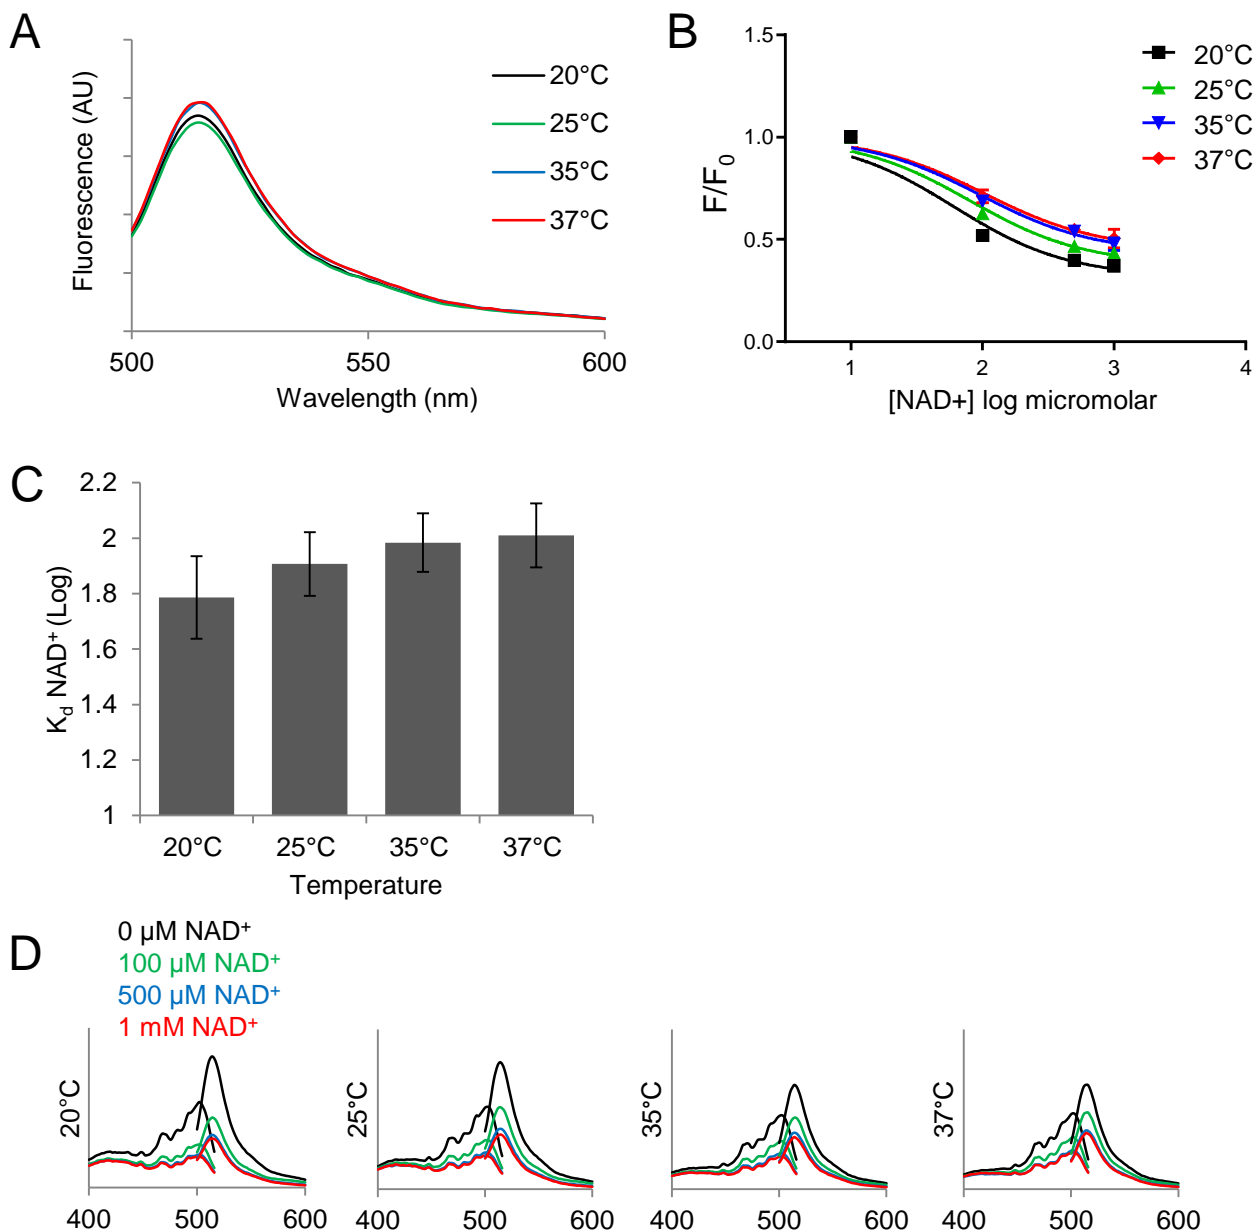 A
Fluorescence (AU)
20°C
25°C
35°C
37°C
500
550
600
Wavelength (nm)
B
F/F0
1.5
1.0
0.5
0.0
1
2
3
4
[NAD+] log micromolar
20°C
25°C
35°C
37°C
C
Kd NAD+ (Log)
2.2
2
1.8
1.6
1.4
1.2
1
20°C
25°C
35°C
37°C
Temperature
D
0 µM NAD+
100 µM NAD+
500 µM NAD+
1 mM NAD+
20°C
400
500
600
25°C
400
500
600
35°C
400
500
600
37°C
400
500
600